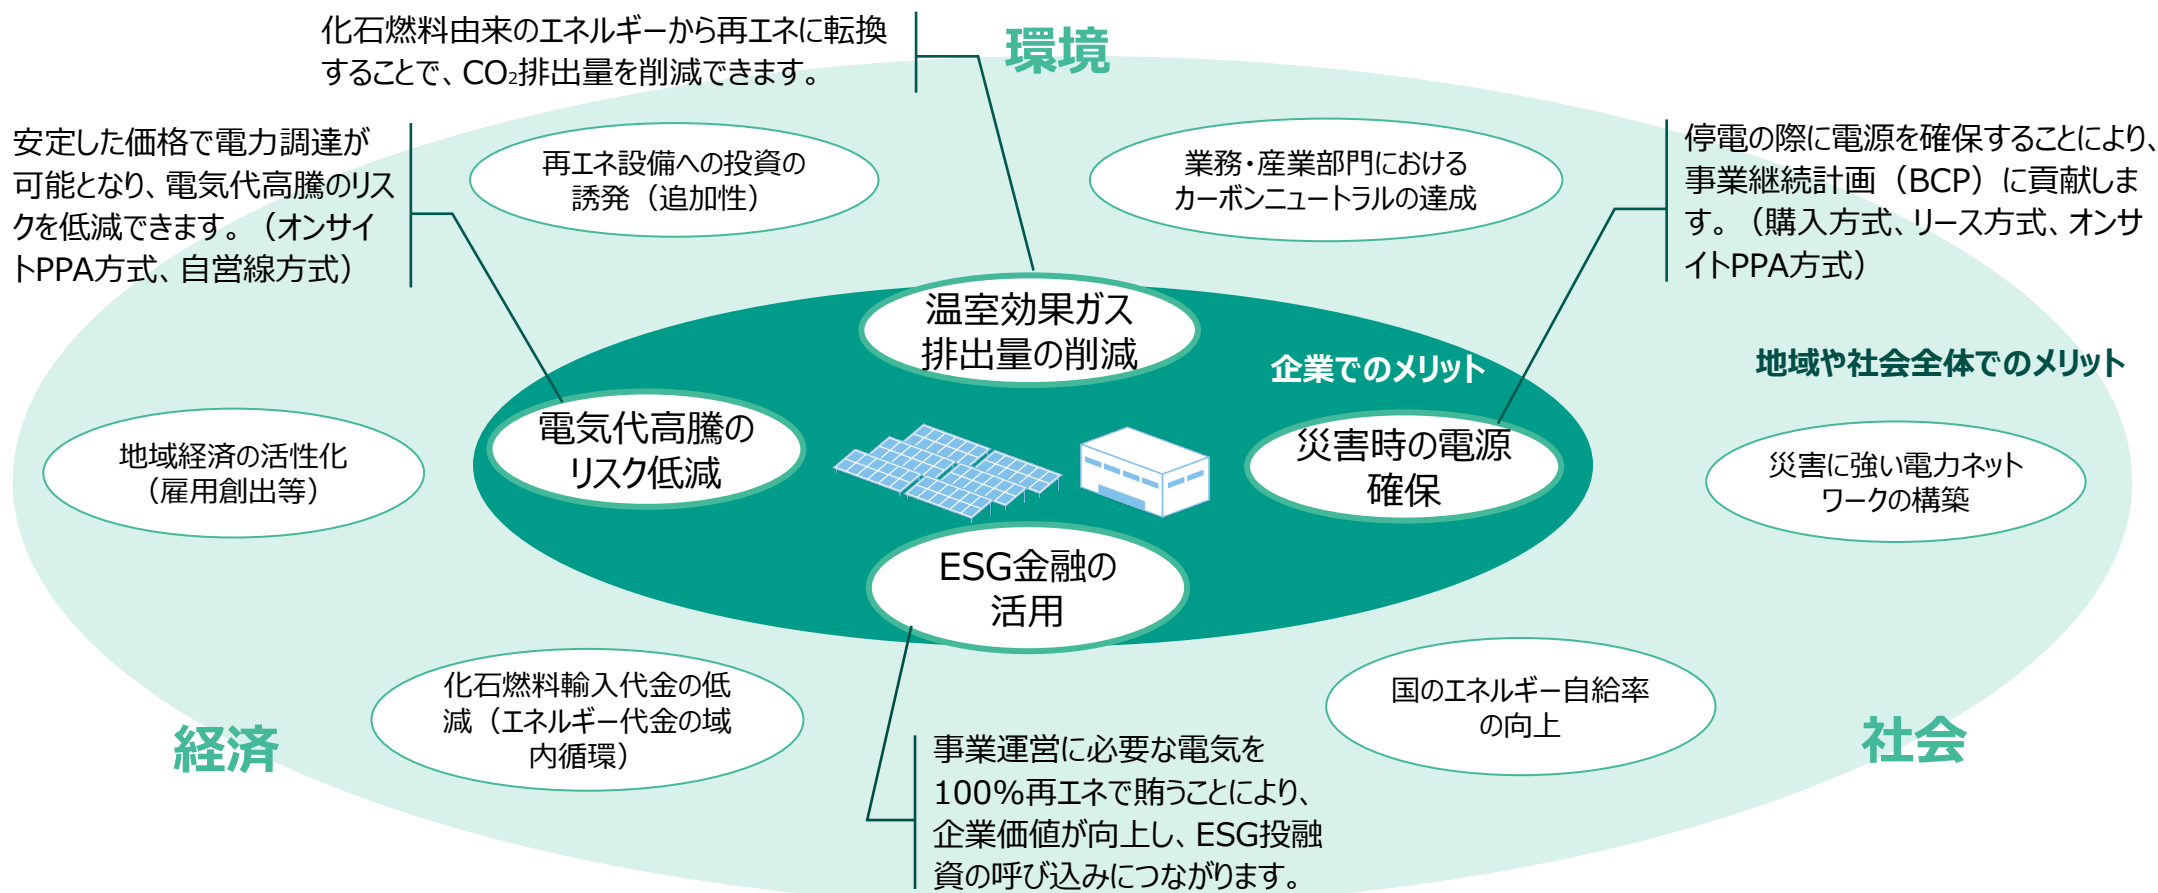 化石燃料由来のエネルギーから再エネに転換
することで、CO₂排出量を削減できます。
環境
安定した価格で電力調達が
可能となり、電気代高騰のリス
クを低減できます。（オンサイ
トPPA方式、自営線方式）
再エネ設備への投資の
誘発（追加性）
業務・産業部門における
カーボンニュートラルの達成
停電の際に電源を確保することにより、
事業継続計画（BCP）に貢献しま
す。（購入方式、リース方式、オンサ
イトPPA方式）
温室効果ガス
排出量の削減
企業でのメリット
地域や社会全体でのメリット
電気代高騰の
リスク低減
災害時の電源
確保
地域経済の活性化
（雇用創出等）
災害に強い電力ネット
ワークの構築
ESG金融の
活用
化石燃料輸入代金の低
減（エネルギー代金の域
内循環）
国のエネルギー自給率
の向上
経済
社会
事業運営に必要な電気を
100%再エネで賄うことにより、
企業価値が向上し、ESG投融
資の呼び込みにつながります。